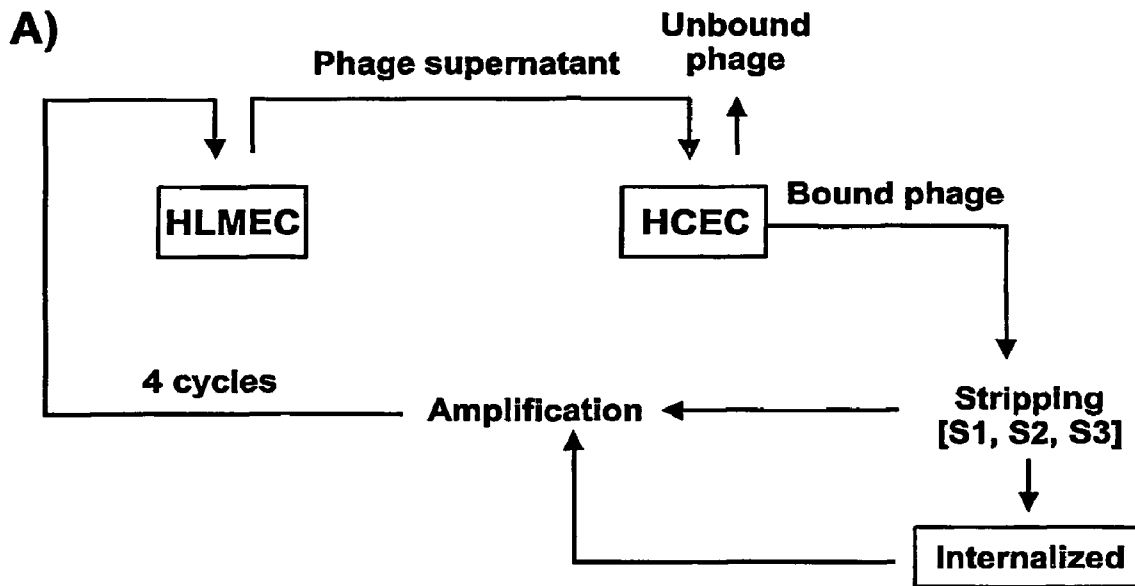 A)
Unbound
phage
Phage supernatant
HLMEC
HCEC
Bound phage
4 cycles
Amplification
Stripping
[S1, S2, S3]
Internalized